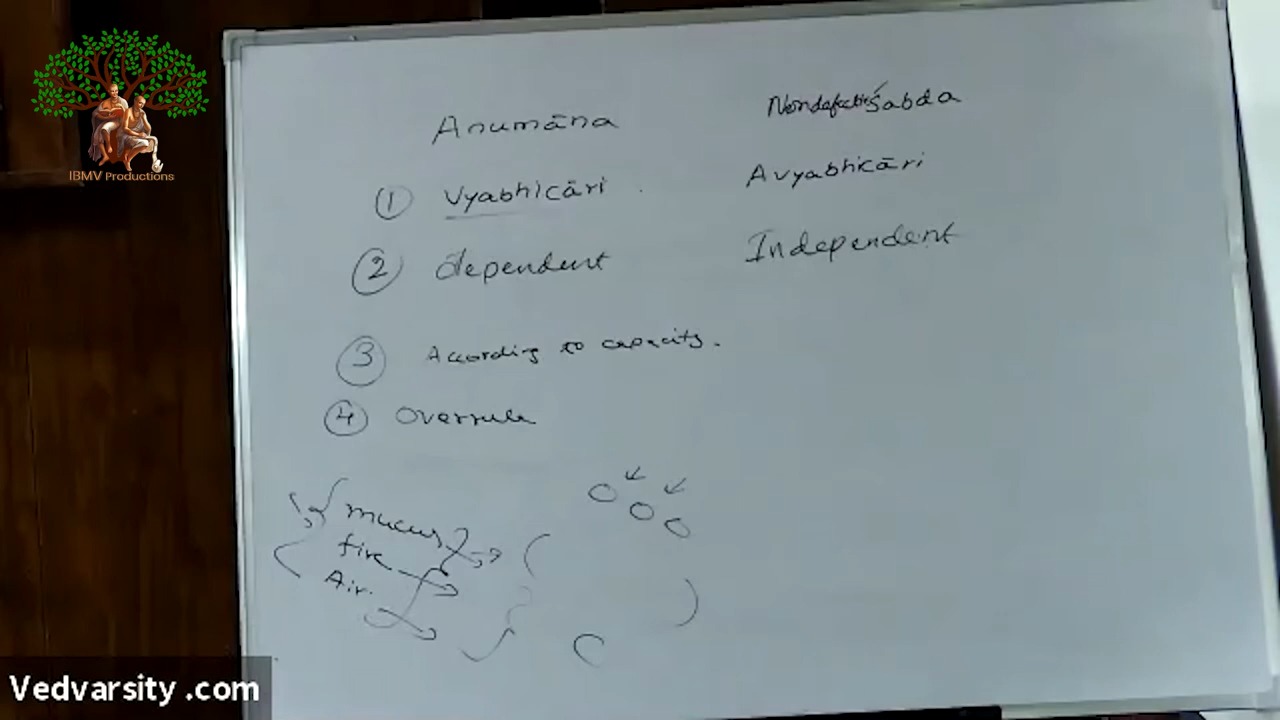 IBMV Productions
Anumāna Nondefective Śabda
① Vyabhicāri Avyabhicāri
② dependent Independent
③ According to capacity.
④ Overrule
mucus
fire
Air.
Vedvarsity .com